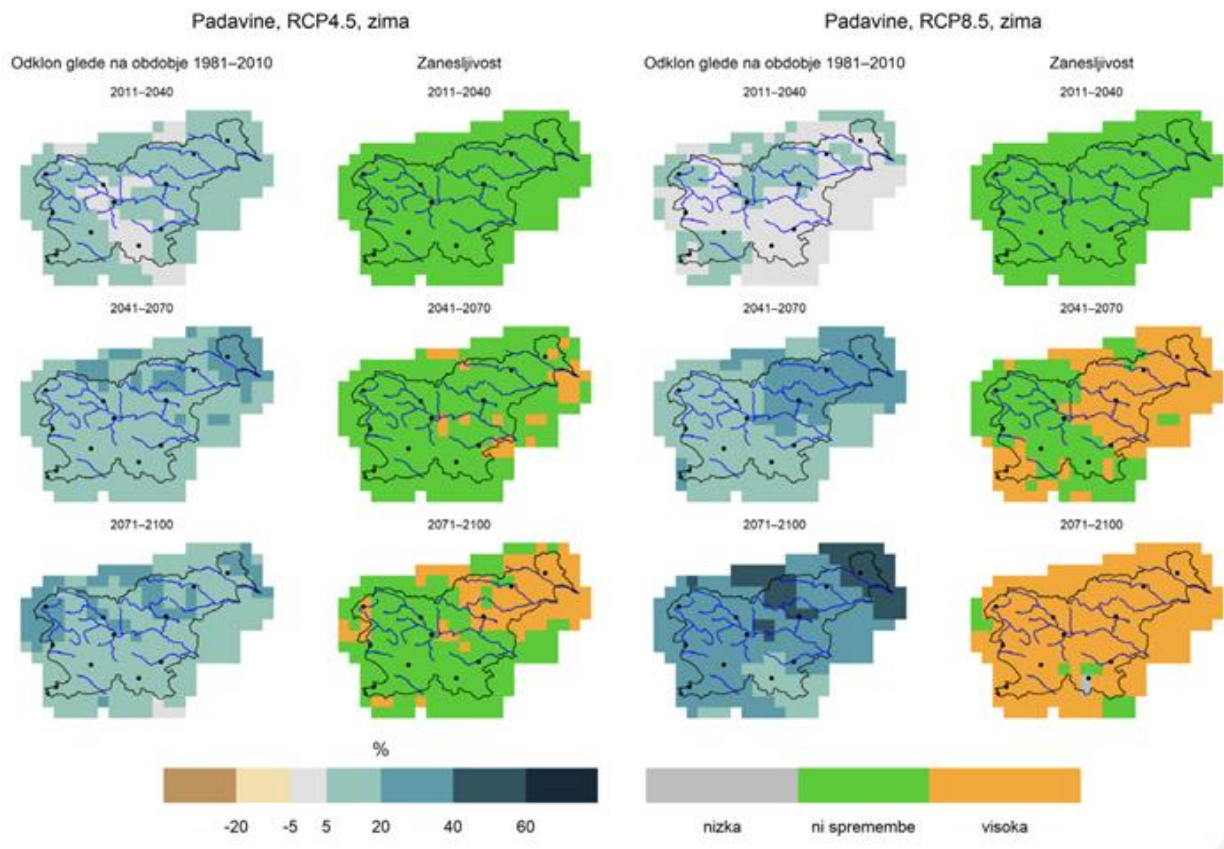 Padavine, RCP4.5, zima
Padavine, RCP8.5, zima
Odklon glede na obdobje 1981–2010
Zanesljivost
Odklon glede na obdobje 1981–2010
Zanesljivost
2011–2040
2011–2040
2011–2040
2011–2040
2041–2070
2041–2070
2041–2070
2041–2070
2071–2100
2071–2100
2071–2100
2071–2100
%
-20 -5 5 20 40 60
nizka ni spremembe visoka